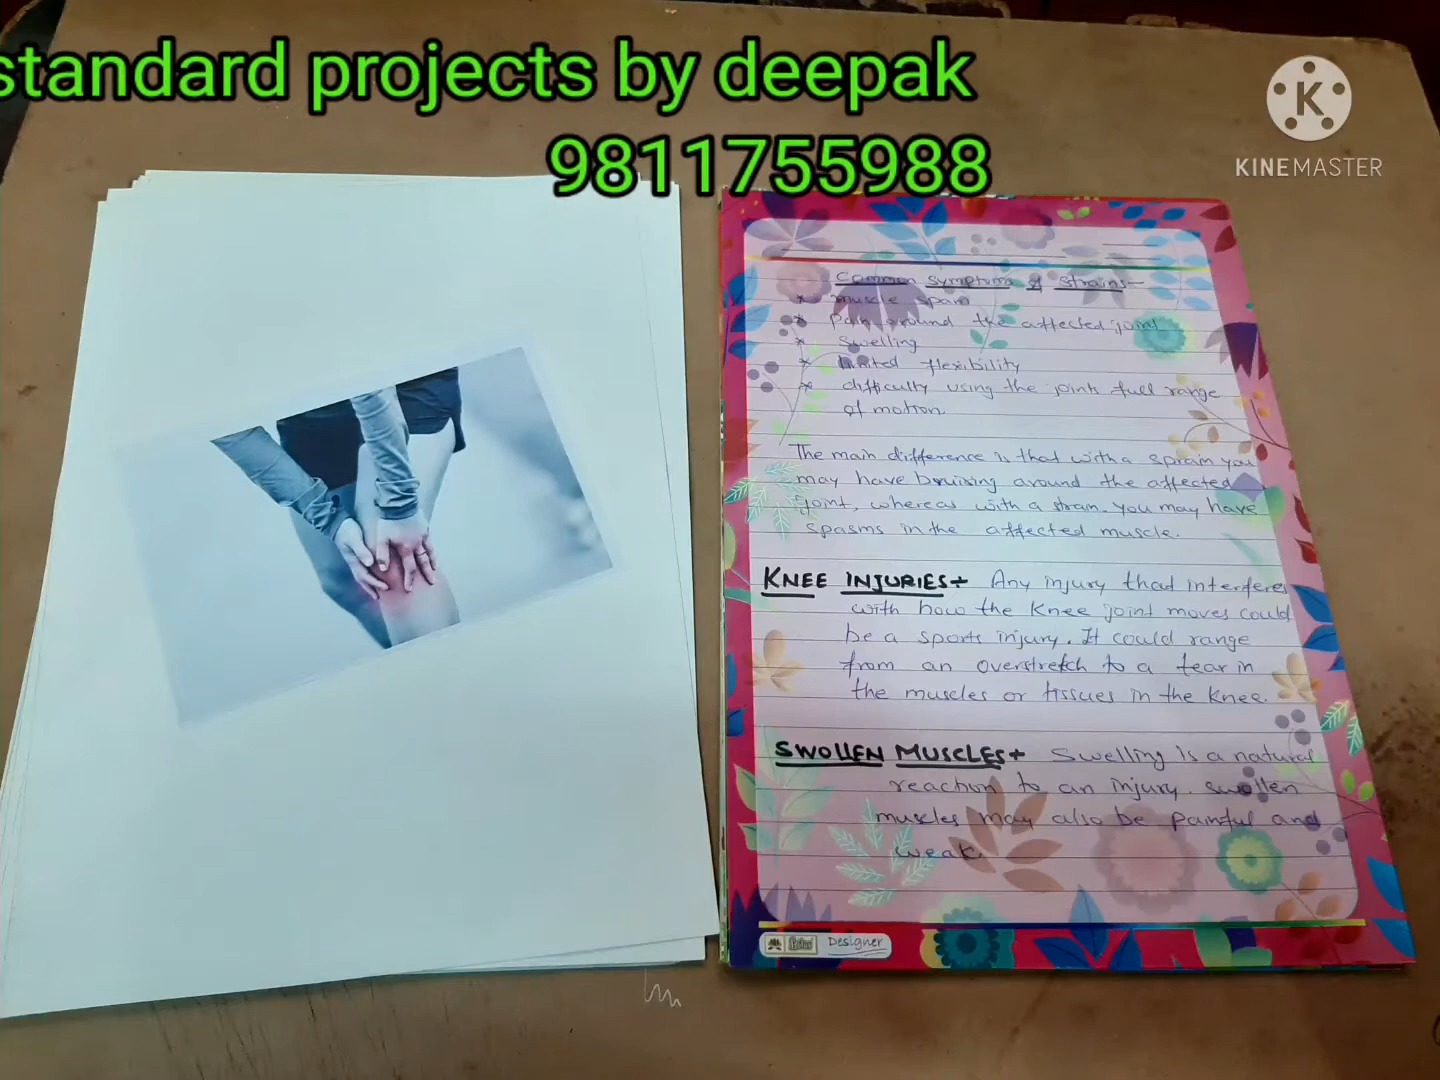 standard projects by deepak
9811755988
K
KINEMASTER
Common symptoms of strains-
* muscle spam
* pain around the affected joint
* swelling
* limited flexibility
* difficulty using the joints full range
of motion.
The main difference is that with a spram you
may have bruising around the affected
joint, whereas with a stram. you may have
spasms in the affected muscle.
KNEE INJURIES÷ Any injury thad interferes
with how the knee joint moves could
be a sports injury. It could range
from an overstretch to a tear in
the muscles or tissues in the knee.
SWOLLEN MUSCLES÷ Swelling is a natural
reaction to an injury. swollen
muscles may also be painful and
weak.
Designer